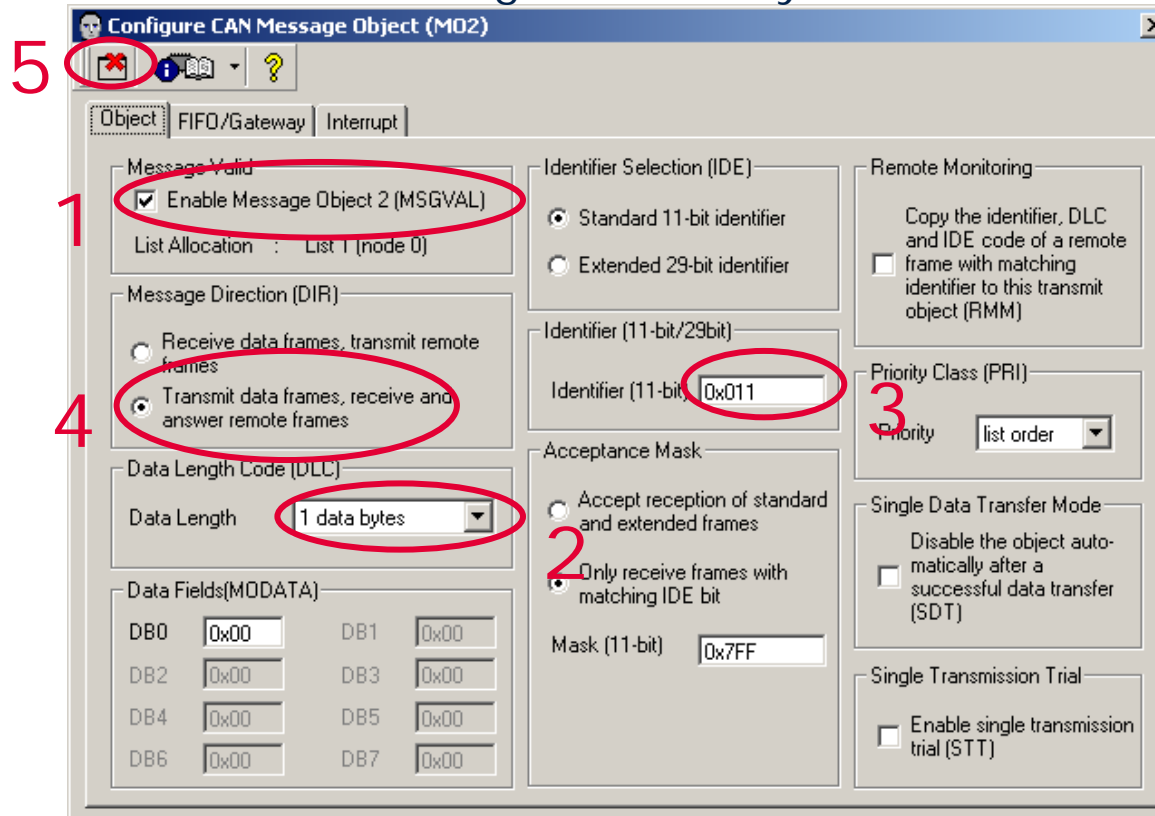 Configure CAN Message Object (MO2)
5
Object
FIFO/Gateway
Interrupt
Message Valid
1
Enable Message Object 2 (MSGVAL)
List Allocation : List 1 (node 0)
Message Direction (DIR)
Receive data frames, transmit remote
frames
4
Transmit data frames, receive and
answer remote frames
Data Length Code (DLC)
Data Length
1 data bytes
Data Fields(MODATA)
DB0 0x00 DB1 0x00
DB2 0x00 DB3 0x00
DB4 0x00 DB5 0x00
DB6 0x00 DB7 0x00
Identifier Selection (IDE)
Standard 11-bit identifier
Extended 29-bit identifier
Identifier (11-bit/29bit)
Identifier (11-bit) 0x011
3
Acceptance Mask
Accept reception of standard
and extended frames
2
Only receive frames with
matching IDE bit
Mask (11-bit) 0x7FF
Remote Monitoring
Copy the identifier, DLC
and IDE code of a remote
frame with matching
identifier to this transmit
object (RMM)
Priority Class (PRI)
Priority list order
Single Data Transfer Mode
Disable the object auto-
matically after a
successful data transfer
(SDT)
Single Transmission Trial
Enable single transmission
trial (STT)